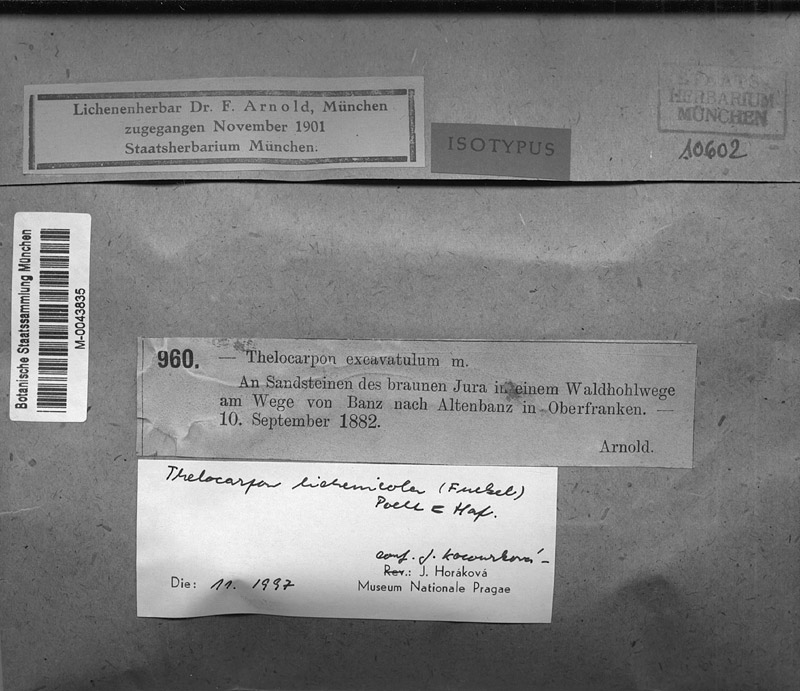 Lichenenherbar Dr. F. Arnold, München
zugegangen November 1901
Staatsherbarium München.
ISOTYPUS
STAATS-
HERBARIUM
MÜNCHEN
10602
Botanische Staatssammlung München
M-0043835
960. — Thelocarpon excavatulum m.
An Sandsteinen des braunen Jura in einem Waldhohlwege
am Wege von Banz nach Altenbanz in Oberfranken. —
10. September 1882.
Arnold.
Thelocarpon lichenicola (Fuckel)
Poelt & Haf.
conf. J. Kocourková -
Rev.: J. Horáková
Die: 11. 1997
Museum Nationale Pragae